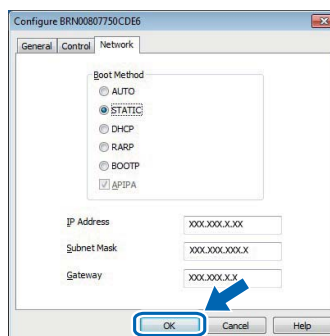 Configure BRN00807750CDE6
General Control Network
Boot Method
AUTO
STATIC
DHCP
RARP
BOOTP
APIPA
IP Address XXX.XXX.X.XX
Subnet Mask XXX.XXX.XXX.X
Gateway XXX.XXX.X.X
OK Cancel Help